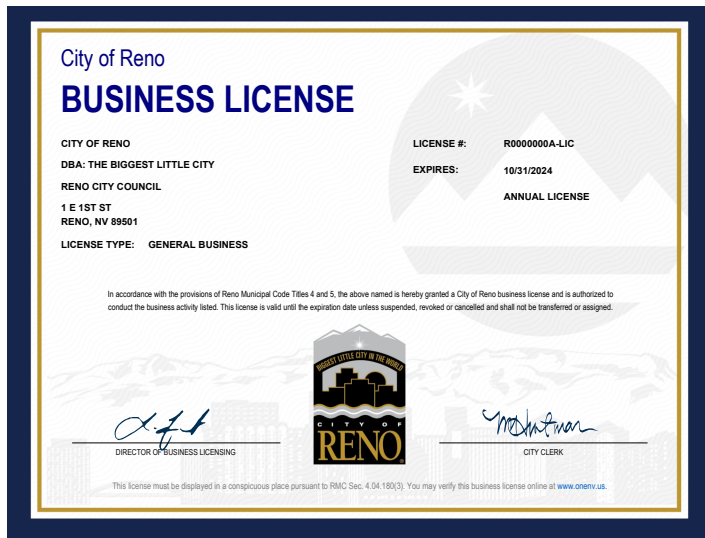 City of Reno
BUSINESS LICENSE
CITY OF RENO
DBA: THE BIGGEST LITTLE CITY
RENO CITY COUNCIL
1 E 1ST ST
RENO, NV 89501
LICENSE TYPE: GENERAL BUSINESS
LICENSE #: R0000000A-LIC
EXPIRES: 10/31/2024
ANNUAL LICENSE
In accordance with the provisions of Reno Municipal Code Titles 4 and 5, the above named is hereby granted a City of Reno business license and is authorized to
conduct the business activity listed. This license is valid until the expiration date unless suspended, revoked or cancelled and shall not be transferred or assigned.
BIGGEST LITTLE CITY IN THE WORLD
CITY OF
RENO
DIRECTOR OF BUSINESS LICENSING
CITY CLERK
This license must be displayed in a conspicuous place pursuant to RMC Sec. 4.04.180(3). You may verify this business license online at www.onenv.us.